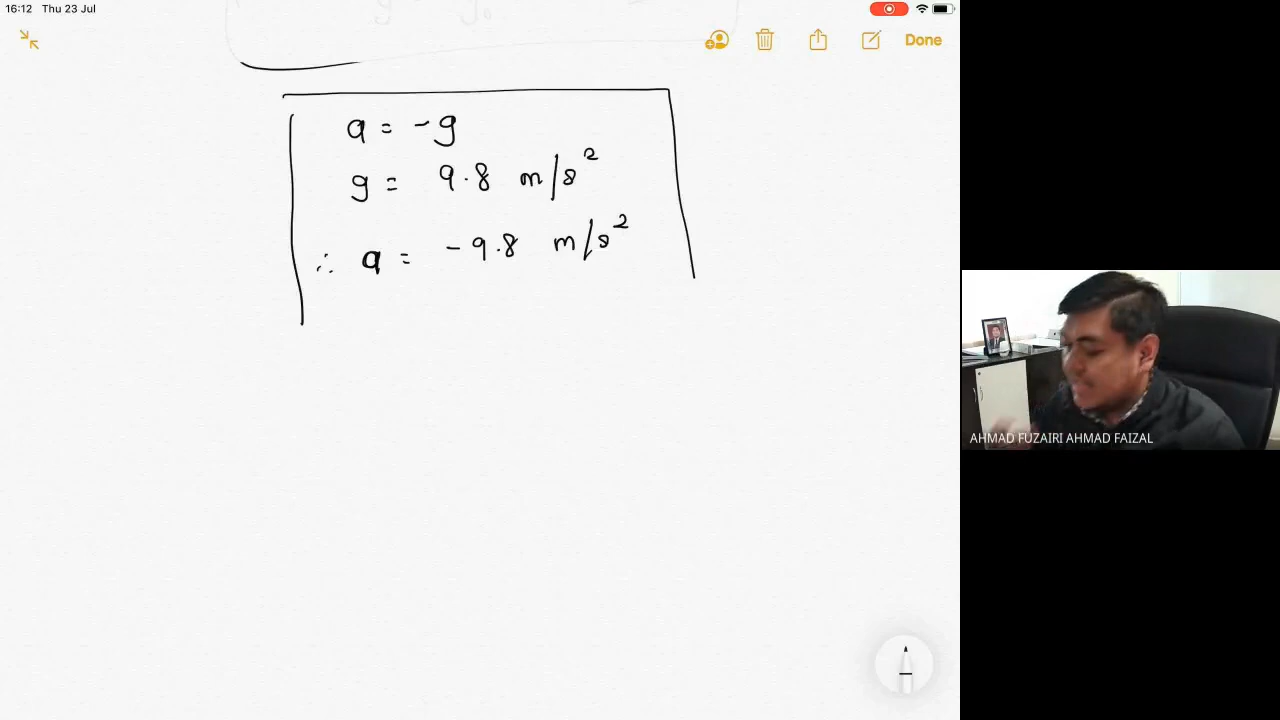 16:12 Thu 23 Jul
Done
a = -g
g = 9.8 m/s²
∴ a = -9.8 m/s²
AHMAD FUZAIRI AHMAD FAIZAL